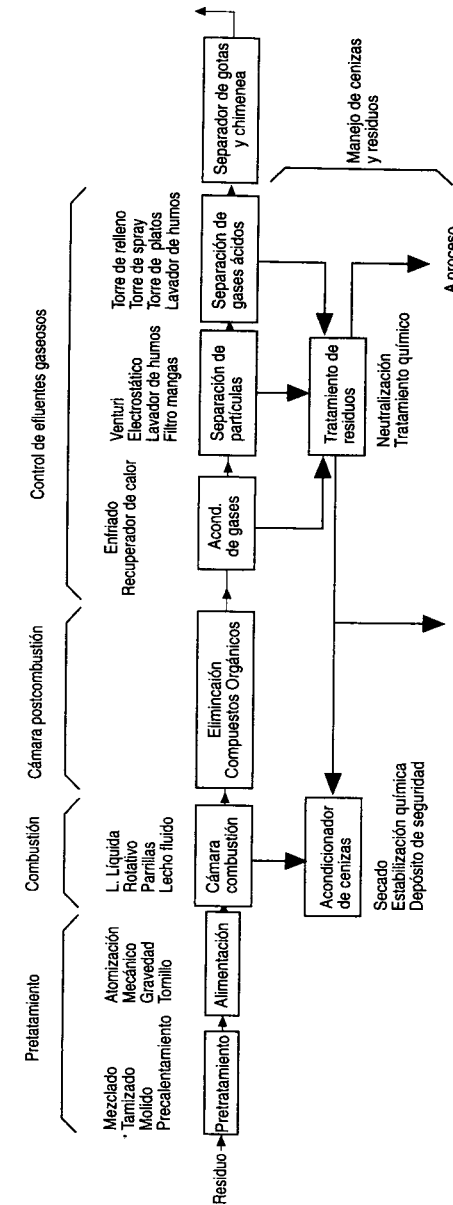 Pretatamiento
Combustión
Cámara postcombustión
Control de efluentes gaseosos
Mezclado
Tamizado
Molido
Precalentamiento
Atomización
Mecánico
Gravedad
Tornillo
L. Líquida
Rotativo
Parrillas
Lecho fluido
Enfriado
Recuperador de calor
Venturi
Electrostático
Lavador de humos
Filtro mangas
Torre de relleno
Torre de spray
Torre de platos
Lavador de humos
Residuo
Pretratamiento
Alimentación
Cámara
combustión
Elimincaión
Compuestos Orgánicos
Acond.
de gases
Separación de
partículas
Separación de
gases ácidos
Separador de gotas
y chimenea
Acondicionador
de cenizas
Tratamiento de
residuos
Manejo de cenizas
y residuos
Secado
Estabilización química
Depósito de seguridad
Neutralización
Tratamiento químico
A proceso